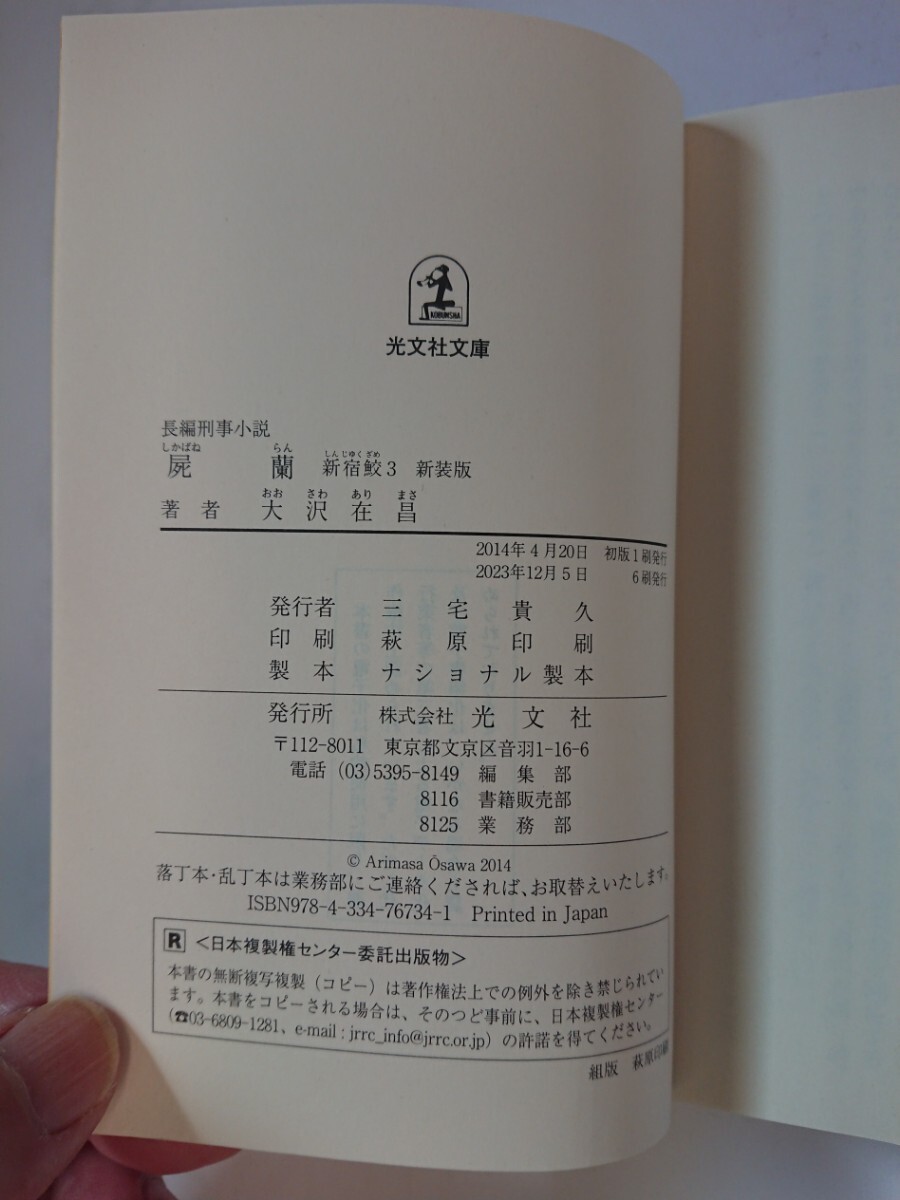 KOBUNSHA
光文社文庫
長編刑事小説
しかばね らん しんじゅくざめ
屍 蘭 新宿鮫3 新装版
おお さわ あり まさ
著者 大沢在昌
2014年4月20日 初版1刷発行
2023年12月5日 6刷発行
発行者 三宅貴久
印刷 萩原印刷
製本 ナショナル製本
発行所 株式会社 光文社
〒112-8011 東京都文京区音羽1-16-6
電話 (03)5395-8149 編集部
8116 書籍販売部
8125 業務部
© Arimasa Ōsawa 2014
落丁本・乱丁本は業務部にご連絡くだされば、お取替えいたします。
ISBN978-4-334-76734-1 Printed in Japan
R <日本複製権センター委託出版物>
本書の無断複写複製（コピー）は著作権法上での例外を除き禁じられてい
ます。本書をコピーされる場合は、そのつど事前に、日本複製権センター
（☎03-6809-1281、e-mail : jrrc_info@jrrc.or.jp）の許諾を得てください。
組版 萩原印刷